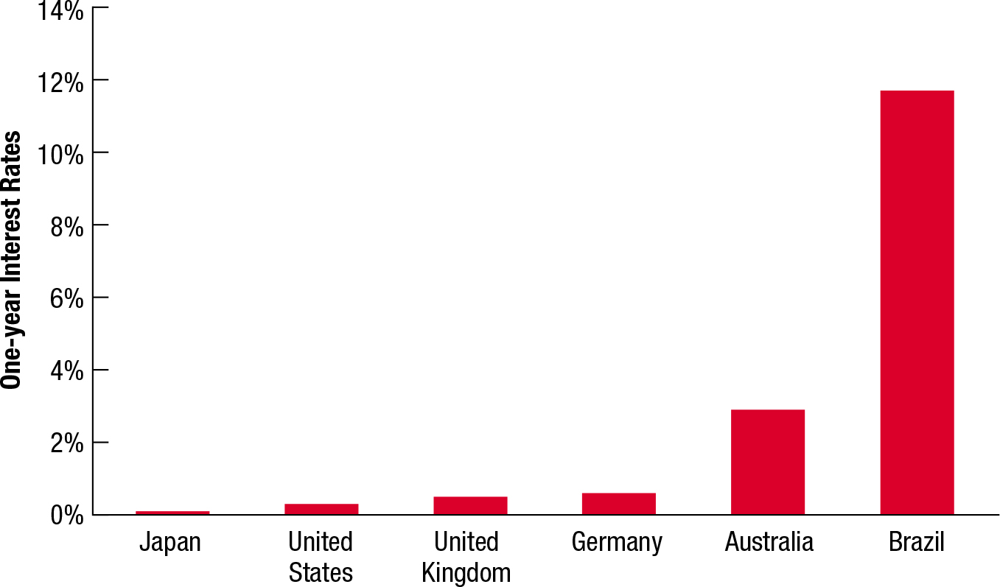 14%
12%
10%
8%
6%
4%
2%
0%
One-year Interest Rates
Japan
United
States
United
Kingdom
Germany
Australia
Brazil